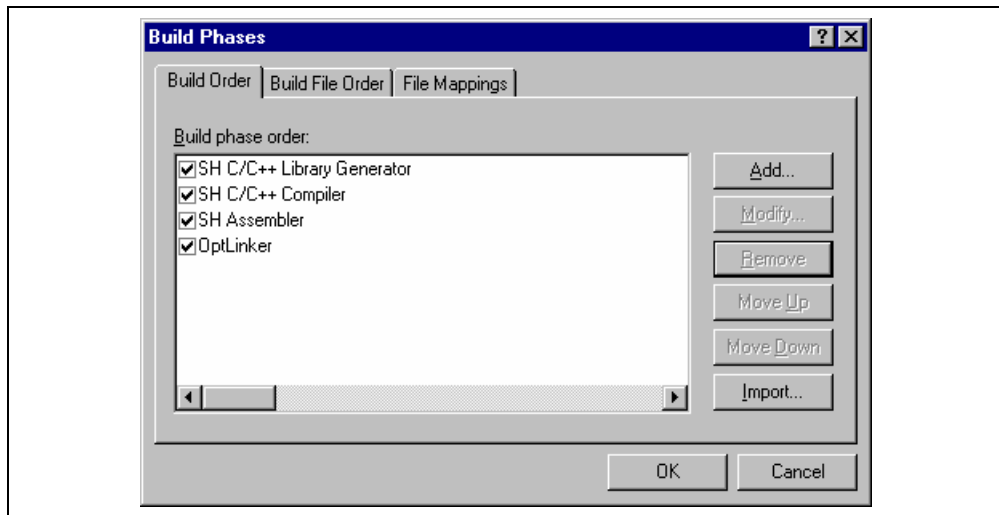 Build Phases
Build Order
Build File Order
File Mappings
Build phase order:
SH C/C++ Library Generator
SH C/C++ Compiler
SH Assembler
OptLinker
Add...
Modify...
Remove
Move Up
Move Down
Import...
OK
Cancel